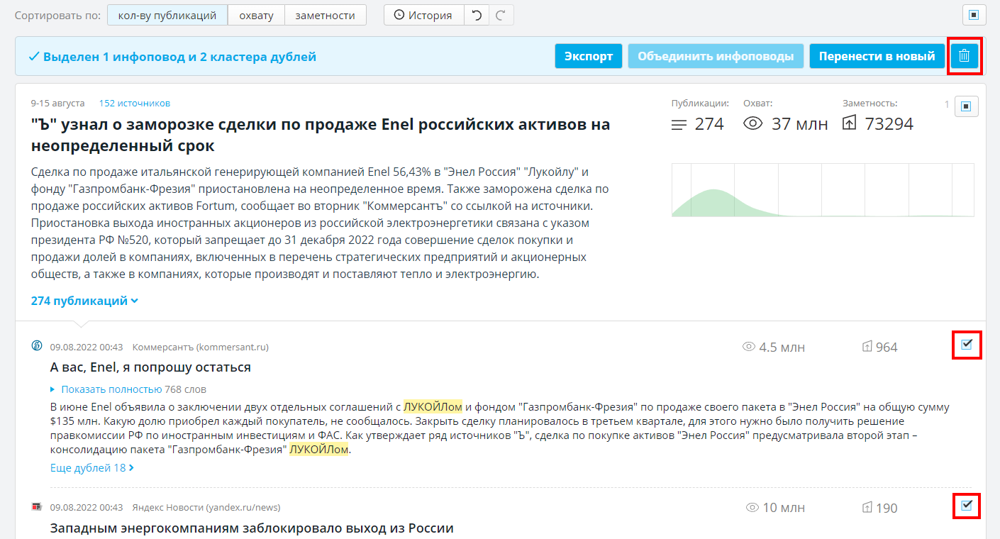 Сортировать по: кол-ву публикаций охвату заметности История
Выделен 1 инфоповод и 2 кластера дублей Экспорт Объединить инфоповоды Перенести в новый
9-15 августа 152 источников Публикации: Охват: Заметность: 1
274 37 млн 73294
"Ъ" узнал о заморозке сделки по продаже Enel российских активов на
неопределенный срок
Сделка по продаже итальянской генерирующей компанией Enel 56,43% в "Энел Россия" "Лукойлу" и
фонду "Газпромбанк-Фрезия" приостановлена на неопределенное время. Также заморожена сделка по
продаже российских активов Fortum, сообщает во вторник "Коммерсантъ" со ссылкой на источники.
Приостановка выхода иностранных акционеров из российской электроэнергетики связана с указом
президента РФ №520, который запрещает до 31 декабря 2022 года совершение сделок покупки и
продажи долей в компаниях, включенных в перечень стратегических предприятий и акционерных
обществ, а также в компаниях, которые производят и поставляют тепло и электроэнергию.
274 публикаций
09.08.2022 00:43 Коммерсантъ (kommersant.ru) 4.5 млн 964
А вас, Enel, я попрошу остаться
Показать полностью 768 слов
В июне Enel объявила о заключении двух отдельных соглашений с ЛУКОЙЛом и фондом "Газпромбанк-Фрезия" по продаже своего пакета в "Энел Россия" на общую сумму
$135 млн. Какую долю приобрел каждый покупатель, не сообщалось. Закрыть сделку планировалось в третьем квартале, для этого нужно было получить решение
правкомиссии РФ по иностранным инвестициям и ФАС. Как утверждает ряд источников "Ъ", сделка по покупке активов "Энел Россия" предусматривала второй этап –
консолидацию пакета "Газпромбанк-Фрезия" ЛУКОЙЛом.
Еще дублей 18
09.08.2022 00:43 Яндекс Новости (yandex.ru/news) 10 млн 190
Западным энергокомпаниям заблокировало выход из России